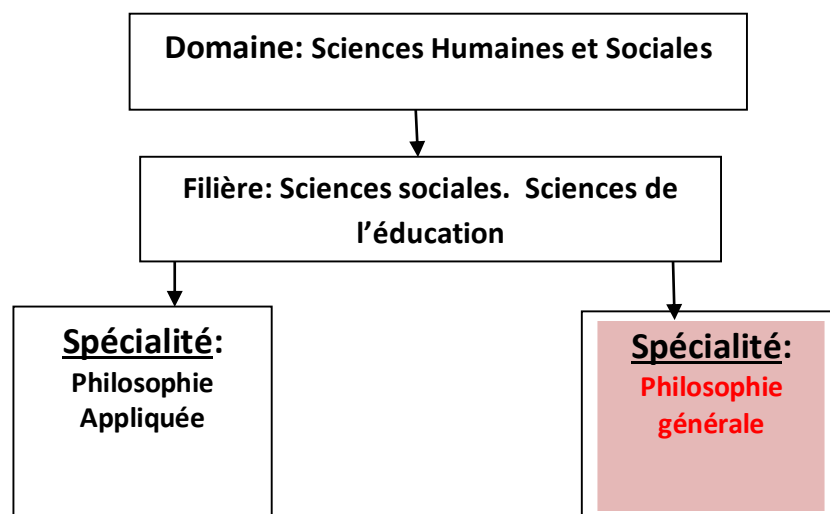 Domaine: Sciences Humaines et Sociales
Filière: Sciences sociales. Sciences de
l’éducation
Spécialité:
Philosophie
Appliquée
Spécialité:
Philosophie
générale